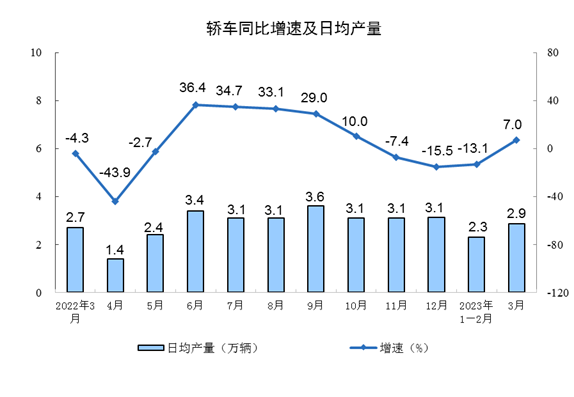 轿车同比增速及日均产量
10
8
6
4
2
0
80
40
0
-40
-80
-120
-4.3
-43.9
-2.7
36.4
34.7
33.1
29.0
10.0
-7.4
-15.5
-13.1
7.0
2.7
1.4
2.4
3.4
3.1
3.1
3.6
3.1
3.1
3.1
2.3
2.9
2022年3
月
4月
5月
6月
7月
8月
9月
10月
11月
12月
2023年
1—2月
3月
日均产量（万辆）
增速（%）